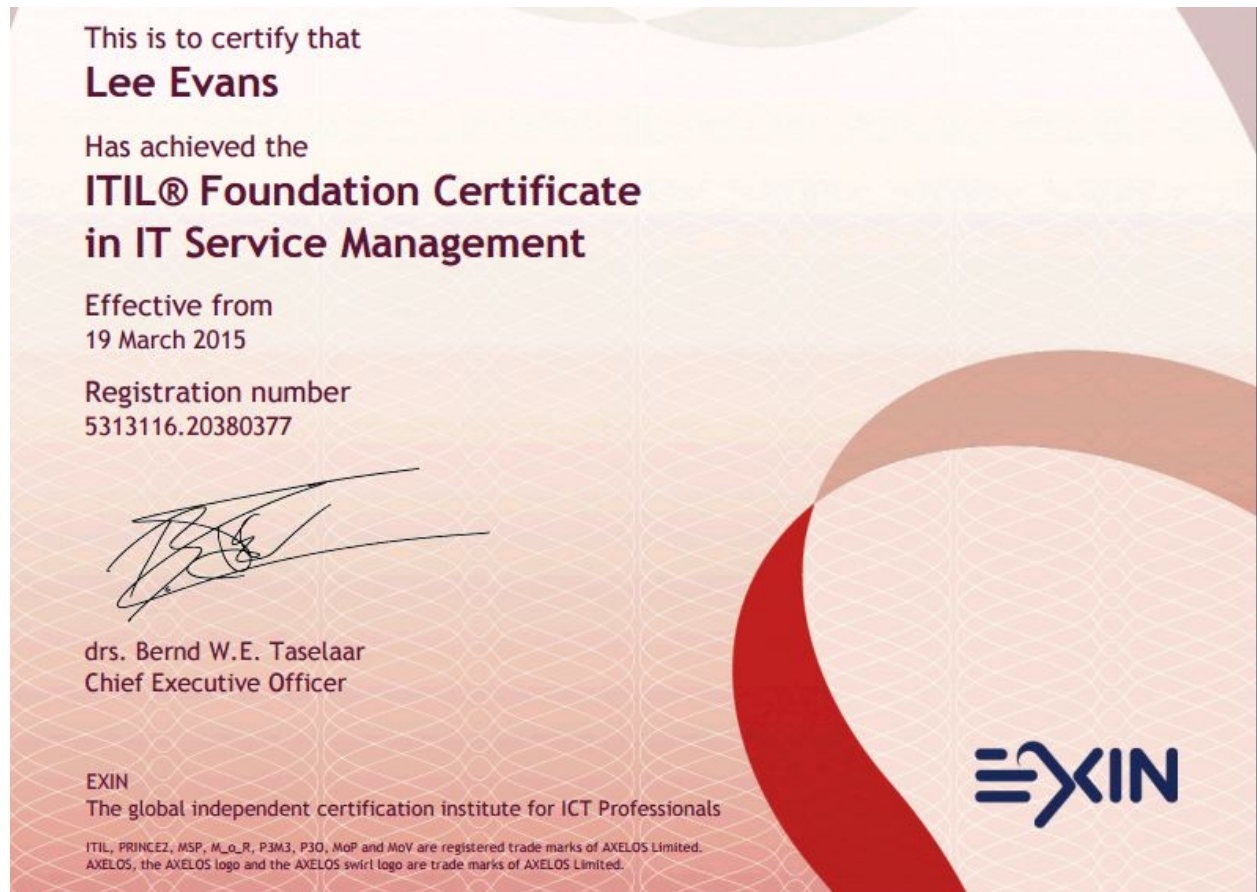 This is to certify that
Lee Evans
Has achieved the
ITIL® Foundation Certificate
in IT Service Management
Effective from
19 March 2015
Registration number
5313116.20380377
drs. Bernd W.E. Taselaar
Chief Executive Officer
EXIN
The global independent certification institute for ICT Professionals
ITIL, PRINCE2, MSP, M_o_R, P3M3, P3O, MoP and MoV are registered trade marks of AXELOS Limited.
AXELOS, the AXELOS logo and the AXELOS swirl logo are trade marks of AXELOS Limited.
EXIN